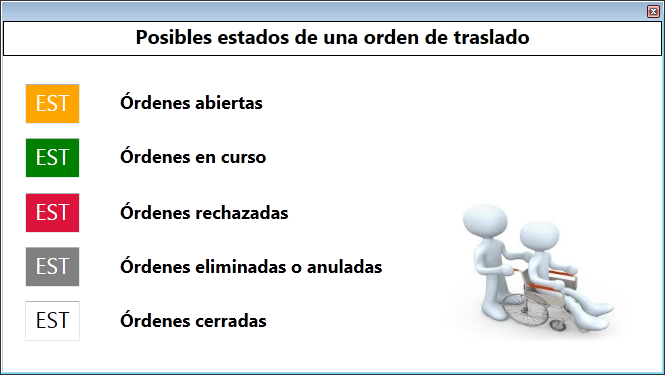 Posibles estados de una orden de traslado
EST Órdenes abiertas
EST Órdenes en curso
EST Órdenes rechazadas
EST Órdenes eliminadas o anuladas
EST Órdenes cerradas